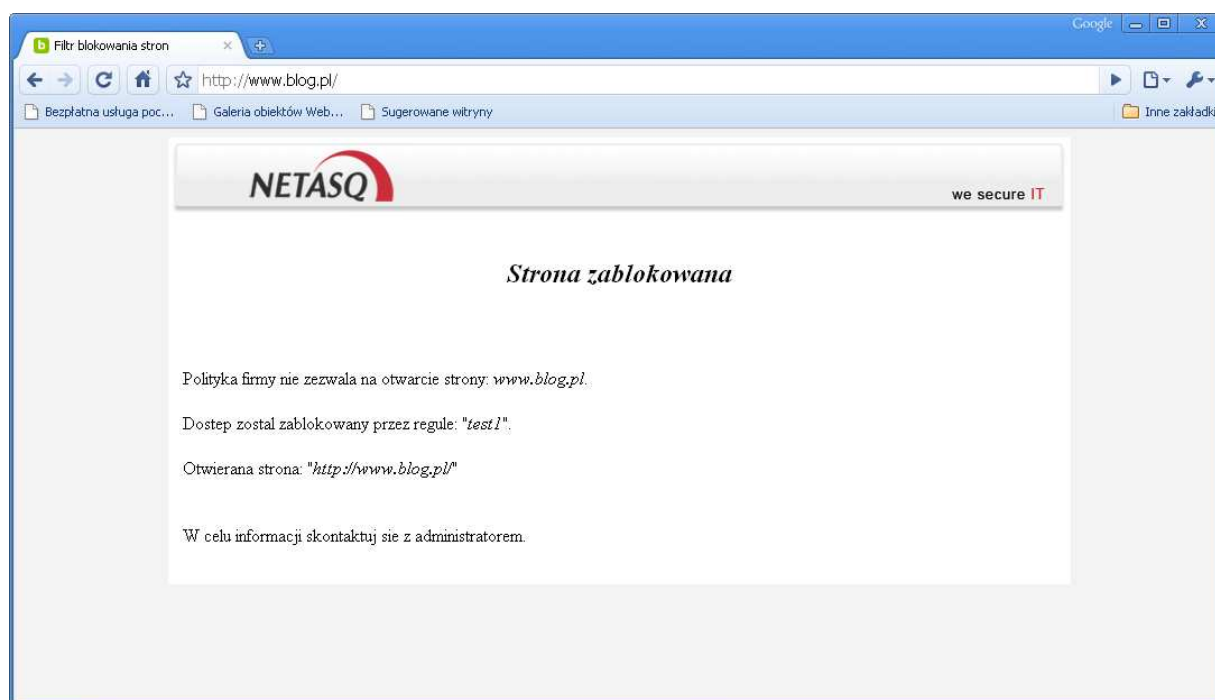 Google
Filtr blokowania stron
http://www.blog.pl/
Bezpłatna usługa poc... Galeria obiektów Web... Sugerowane witryny Inne zakładki
NETASQ
we secure IT
Strona zablokowana
Polityka firmy nie zezwala na otwarcie strony: www.blog.pl.
Dostep zostal zablokowany przez regule: "test1".
Otwierana strona: "http://www.blog.pl/"
W celu informacji skontaktuj sie z administratorem.